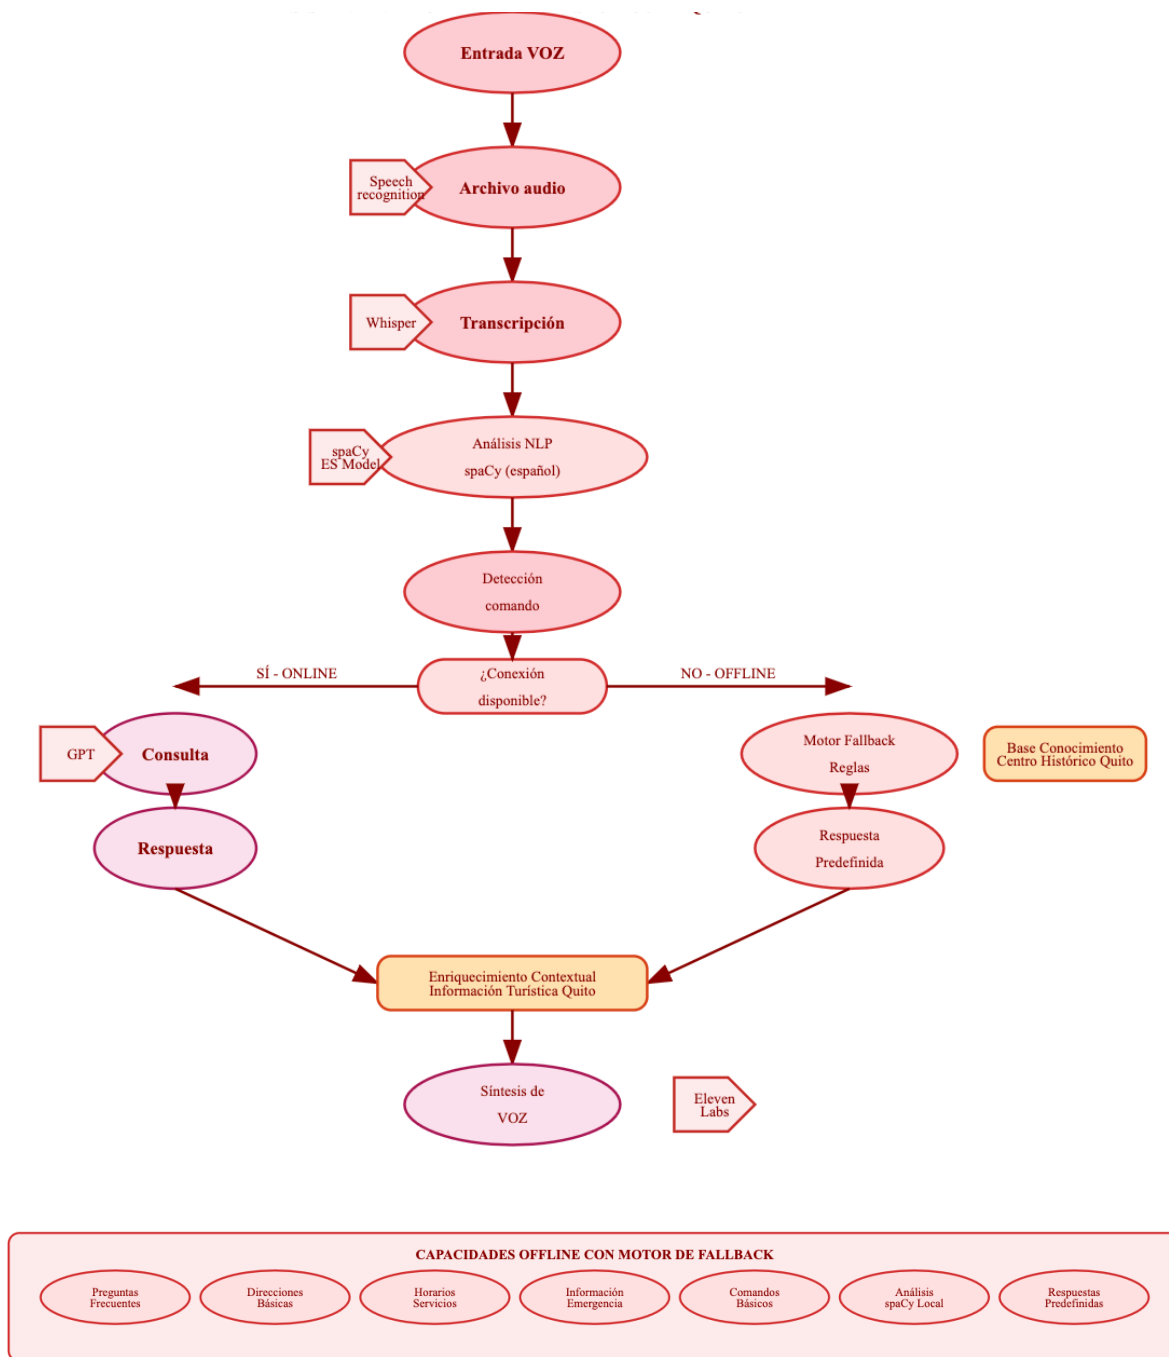 Entrada VOZ
Speech
recognition
Archivo audio
Whisper
Transcripción
spaCy
ES Model
Análisis NLP
spaCy (español)
Detección
comando
¿Conexión
disponible?
SÍ - ONLINE
NO - OFFLINE
GPT
Consulta
Motor Fallback
Reglas
Base Conocimiento
Centro Histórico Quito
Respuesta
Respuesta
Predefinida
Enriquecimiento Contextual
Información Turística Quito
Síntesis de
VOZ
Eleven
Labs
CAPACIDADES OFFLINE CON MOTOR DE FALLBACK
Preguntas
Frecuentes
Direcciones
Básicas
Horarios
Servicios
Información
Emergencia
Comandos
Básicos
Análisis
spaCy Local
Respuestas
Predefinidas